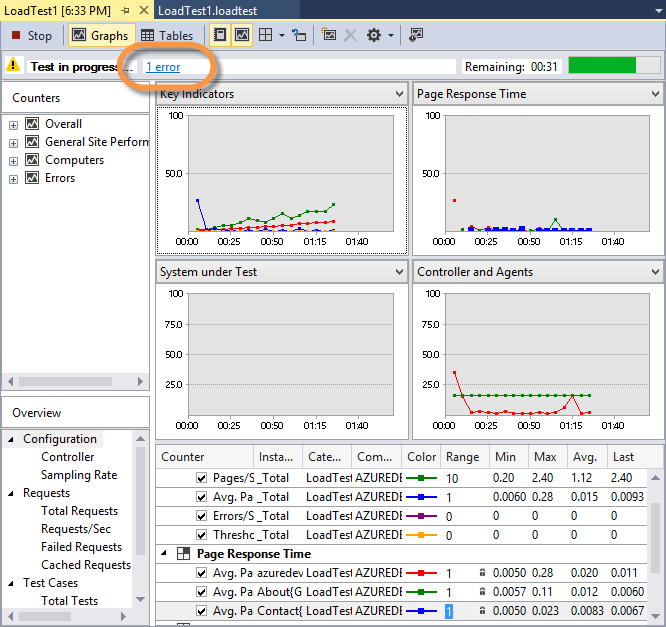 LoadTest1 [6:33 PM] LoadTest1.loadtest
Stop Graphs Tables
Test in progress... 1 error Remaining: 00:31
Counters
Overall
General Site Perforn
Computers
Errors
Key Indicators
100
50.0
00:00 00:25 00:50 01:15 01:40
Page Response Time
100
50.0
00:00 00:25 00:50 01:15 01:40
System under Test
100
75.0
50.0
25.0
00:00 00:25 00:50 01:15 01:40
Controller and Agents
100
75.0
50.0
25.0
00:00 00:25 00:50 01:15 01:40
Overview
Configuration
Controller
Sampling Rate
Requests
Total Requests
Requests/Sec
Failed Requests
Cached Requests
Test Cases
Total Tests
Counter Insta... Cate... Com... Color Range Min Max Avg. Last
Pages/S _Total LoadTest AZUREDE 10 0.20 2.40 1.12 2.40
Avg. Pa _Total LoadTest AZUREDE 1 0.0060 0.28 0.015 0.0093
Errors/S _Total LoadTest AZUREDE 0 0 0 0 0
Thresho _Total LoadTest AZUREDE 0 0 0 0 0
Page Response Time
Avg. Pa azuredev LoadTest AZUREDE 1 0.0050 0.28 0.020 0.011
Avg. Pa About{G LoadTest AZUREDE 1 0.0057 0.11 0.012 0.0060
Avg. Pa Contact{ LoadTest AZUREDE 1 0.0050 0.023 0.0083 0.0067